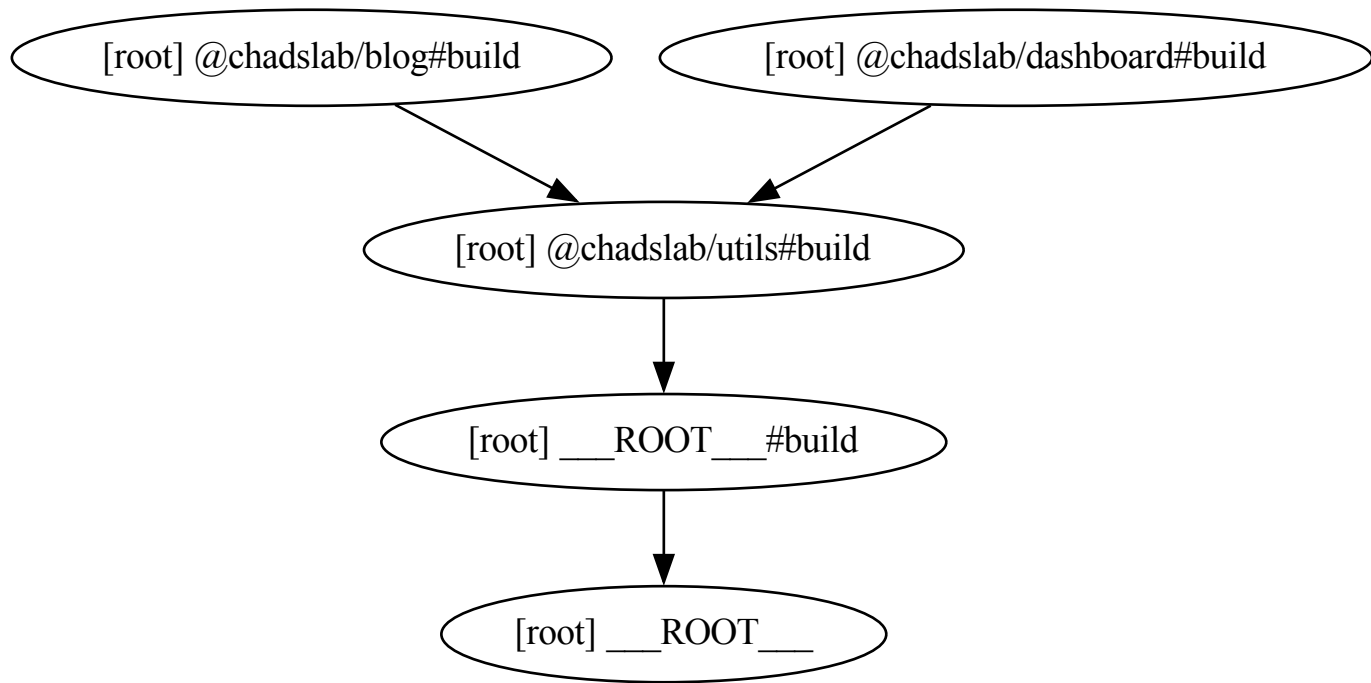 [root] @chadslab/blog#build
[root] @chadslab/dashboard#build
[root] @chadslab/utils#build
[root] ___ROOT___#build
[root] ___ROOT___